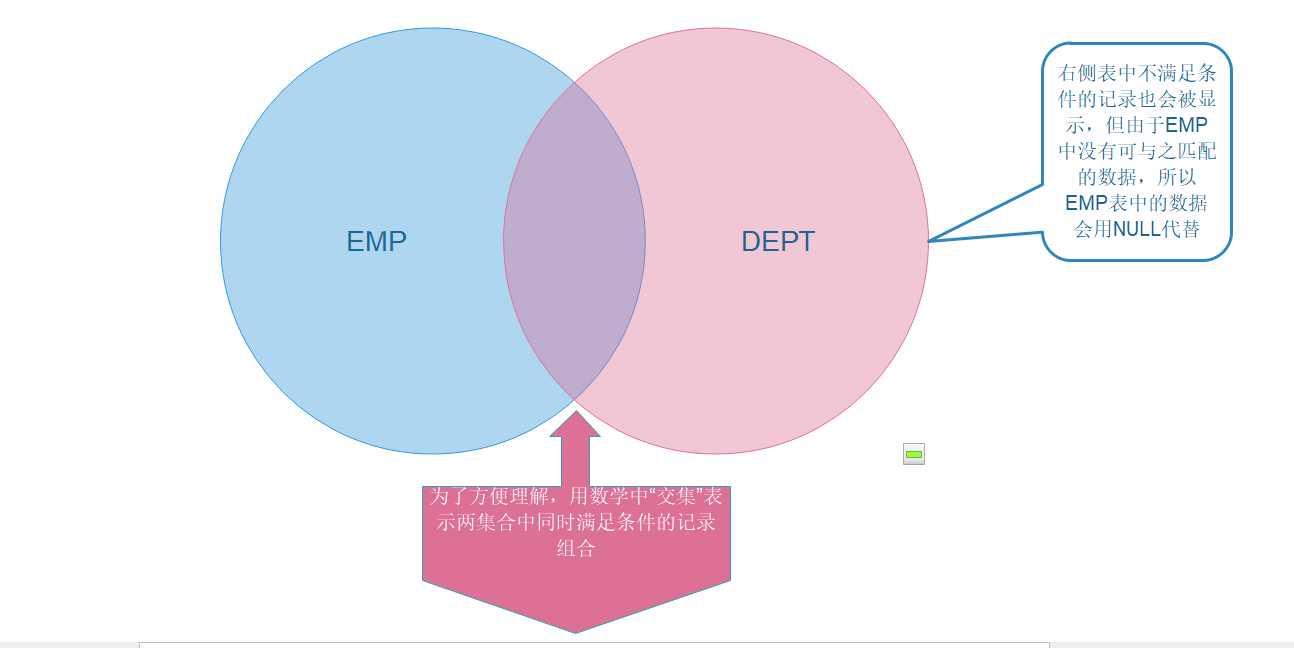 EMP
DEPT
右侧表中不满足条
件的记录也会被显
示，但由于EMP
中没有可与之匹配
的数据，所以
EMP表中的数据
会用NULL代替
为了方便理解，用数学中“交集”表
示两集合中同时满足条件的记录
组合